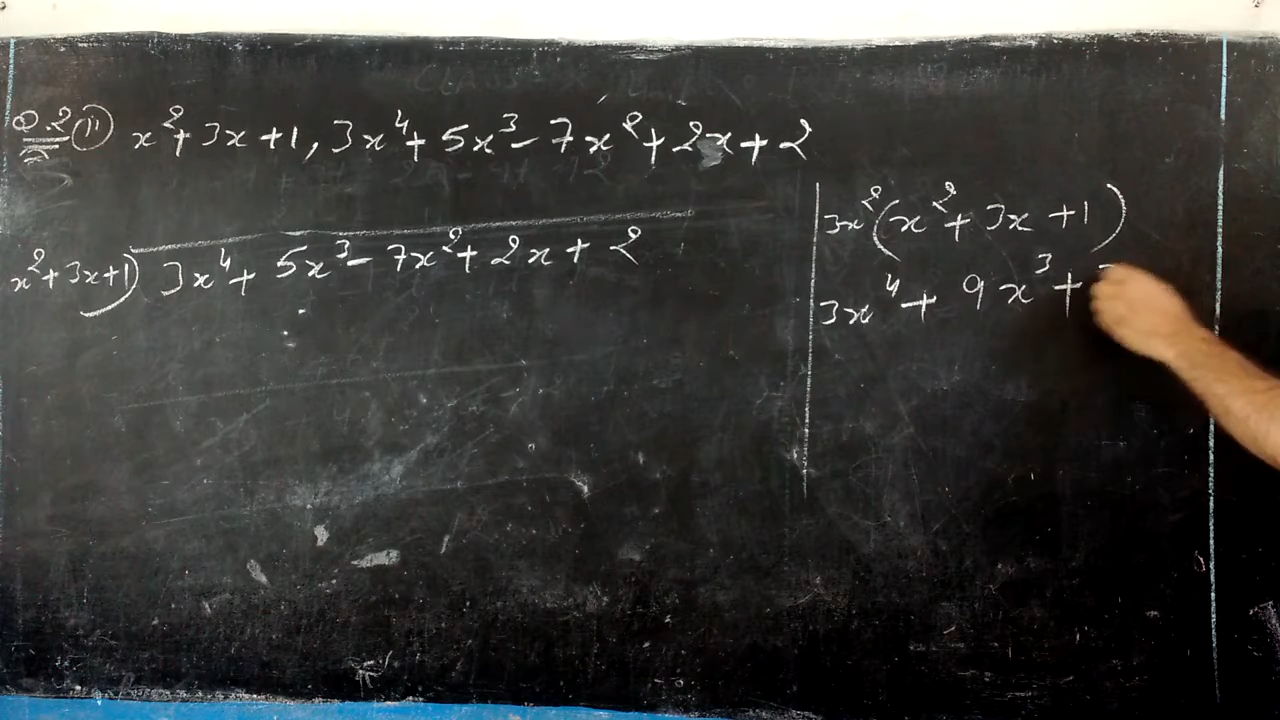 Q.2 (ii) x² + 3x + 1, 3x⁴ + 5x³ - 7x² + 2x + 2
x² + 3x + 1) 3x⁴ + 5x³ - 7x² + 2x + 2
3x² (x² + 3x + 1)
3x⁴ + 9x³ +